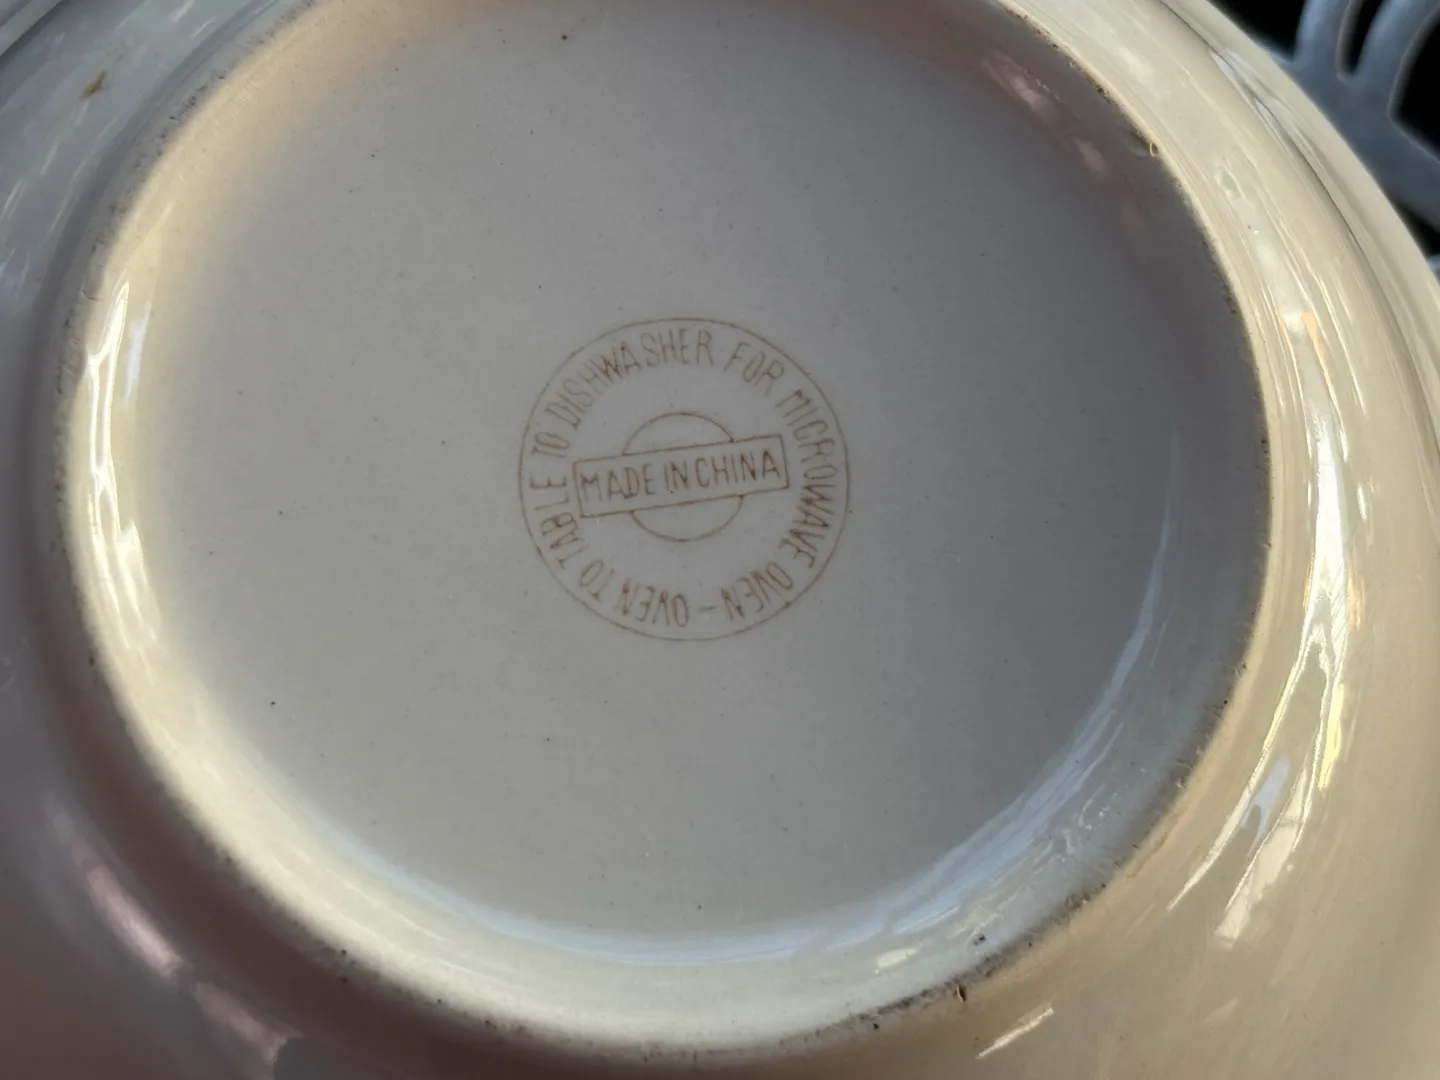 OVEN TO TABLE TO DISHWASHER FOR MICROWAVE OVEN –
MADE IN CHINA